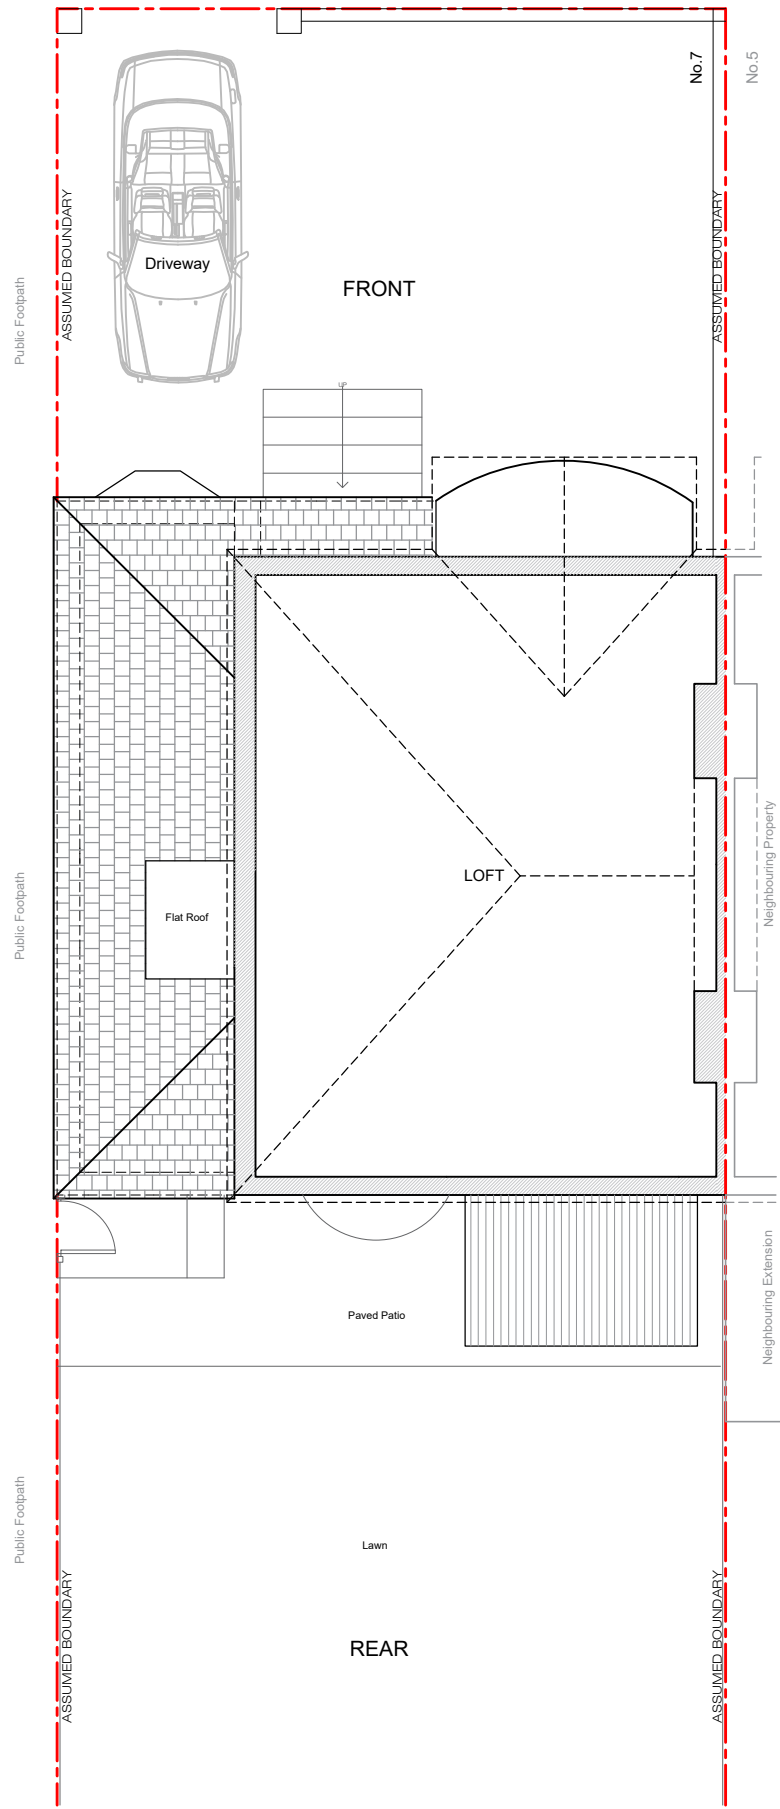 No.7
No.5
ASSUMED BOUNDARY
ASSUMED BOUNDARY
Driveway
FRONT
Public Footpath
UP
LOFT
Neighbouring Property
Public Footpath
Flat Roof
Neighbouring Extension
Paved Patio
Public Footpath
Lawn
ASSUMED BOUNDARY
ASSUMED BOUNDARY
REAR